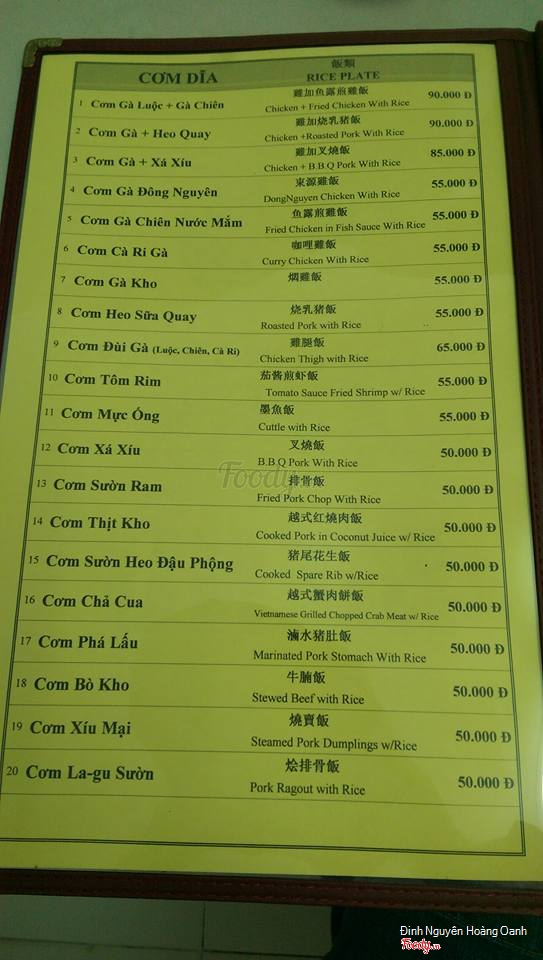 CƠM DĨA
飯類
RICE PLATE
1 Cơm Gà Luộc + Gà Chiên
雞加鱼露煎雞飯
Chicken + Fried Chicken With Rice
90.000 Đ
2 Cơm Gà + Heo Quay
雞加烧乳豬飯
Chicken +Roasted Pork With Rice
90.000 Đ
3 Cơm Gà + Xá Xíu
雞加叉燒飯
Chicken + B.B.Q Pork With Rice
85.000 Đ
4 Cơm Gà Đông Nguyên
東源雞飯
DongNguyen Chicken With Rice
55.000 Đ
5 Cơm Gà Chiên Nước Mắm
鱼露煎雞飯
Fried Chicken in Fish Sauce With Rice
55.000 Đ
6 Cơm Cà Ri Gà
咖哩雞飯
Curry Chicken With Rice
55.000 Đ
7 Cơm Gà Kho
焖雞飯
55.000 Đ
8 Cơm Heo Sữa Quay
烧乳豬飯
Roasted Pork with Rice
55.000 Đ
9 Cơm Đùi Gà (Luộc, Chiên, Cà Ri)
雞腿飯
Chicken Thigh with Rice
65.000 Đ
10 Cơm Tôm Rim
茄酱煎虾飯
Tomato Sauce Fried Shrimp w/ Rice
55.000 Đ
11 Cơm Mực Ống
墨魚飯
Cuttle with Rice
55.000 Đ
12 Cơm Xá Xíu
叉燒飯
B.B.Q Pork With Rice
50.000 Đ
13 Cơm Sườn Ram
排骨飯
Fried Pork Chop With Rice
50.000 Đ
14 Cơm Thịt Kho
越式红燒肉飯
Cooked Pork in Coconut Juice w/ Rice
50.000 Đ
15 Cơm Sườn Heo Đậu Phộng
豬尾花生飯
Cooked Spare Rib w/Rice
50.000 Đ
16 Cơm Chả Cua
越式蟹肉餅飯
Vietnamese Grilled Chopped Crab Meat w/ Rice
50.000 Đ
17 Cơm Phá Lấu
滷水豬肚飯
Marinated Pork Stomach With Rice
50.000 Đ
18 Cơm Bò Kho
牛腩飯
Stewed Beef with Rice
50.000 Đ
19 Cơm Xíu Mại
燒賣飯
Steamed Pork Dumplings w/Rice
50.000 Đ
20 Cơm La-gu Sườn
烩排骨飯
Pork Ragout with Rice
50.000 Đ
Foody
Đinh Nguyên Hoàng Oanh
Foody.vn